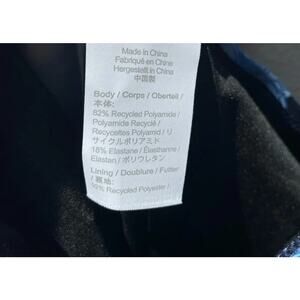 Made in China
Fabriqué en Chine
Hergestellt in China
中国製
Body / Corps / Oberteil /
本体:
82% Recycled Polyamide /
Polyamide Recyclé /
Recyceltes Polyamid / リ
サイクルポリアミド
18% Elastane / Élasthanne /
Elastan / ポリウレタン
Lining / Doublure / Futter
/ 裏地:
% Recycled Polyester /